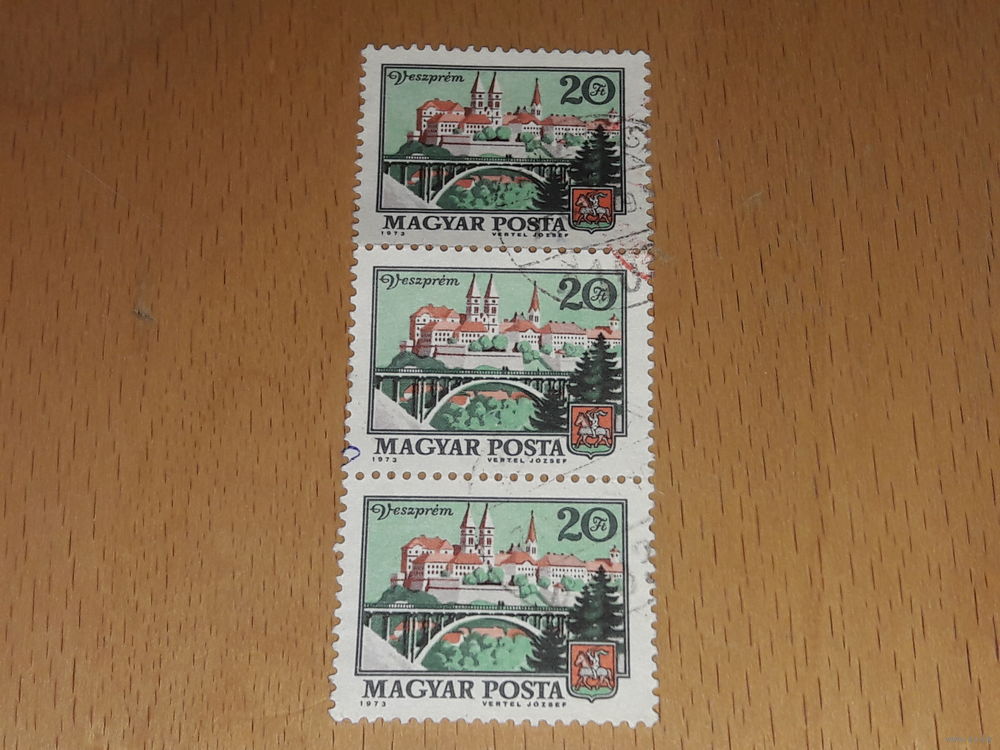 Veszprém
20 Ft
MAGYAR POSTA
1973 VERTEL JÓZSEF
Veszprém
20 Ft
MAGYAR POSTA
1973 VERTEL JÓZSEF
Veszprém
20 Ft
MAGYAR POSTA
1973 VERTEL JÓZSEF